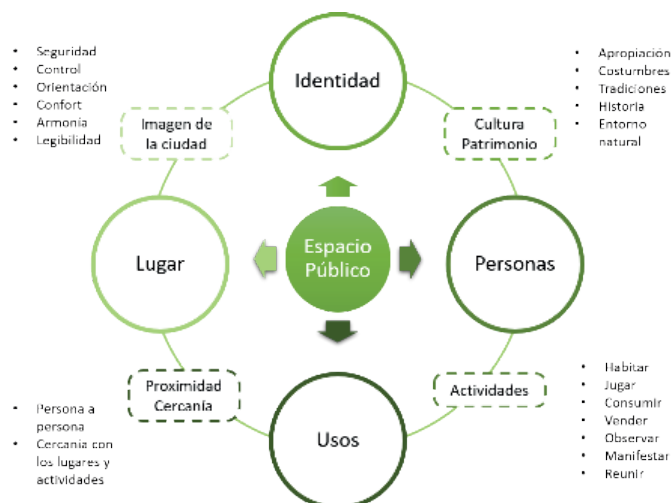 • Seguridad
• Control
• Orientación
• Confort
• Armonía
• Legibilidad
Identidad
• Apropiación
• Costumbres
• Tradiciones
• Historia
• Entorno
natural
Imagen de
la ciudad
Cultura
Patrimonio
Lugar
Espacio
Público
Personas
Proximidad
Cercanía
Usos
Actividades
• Persona a
persona
• Cercanía con
los lugares y
actividades
• Habitar
• Jugar
• Consumir
• Vender
• Observar
• Manifestar
• Reunir